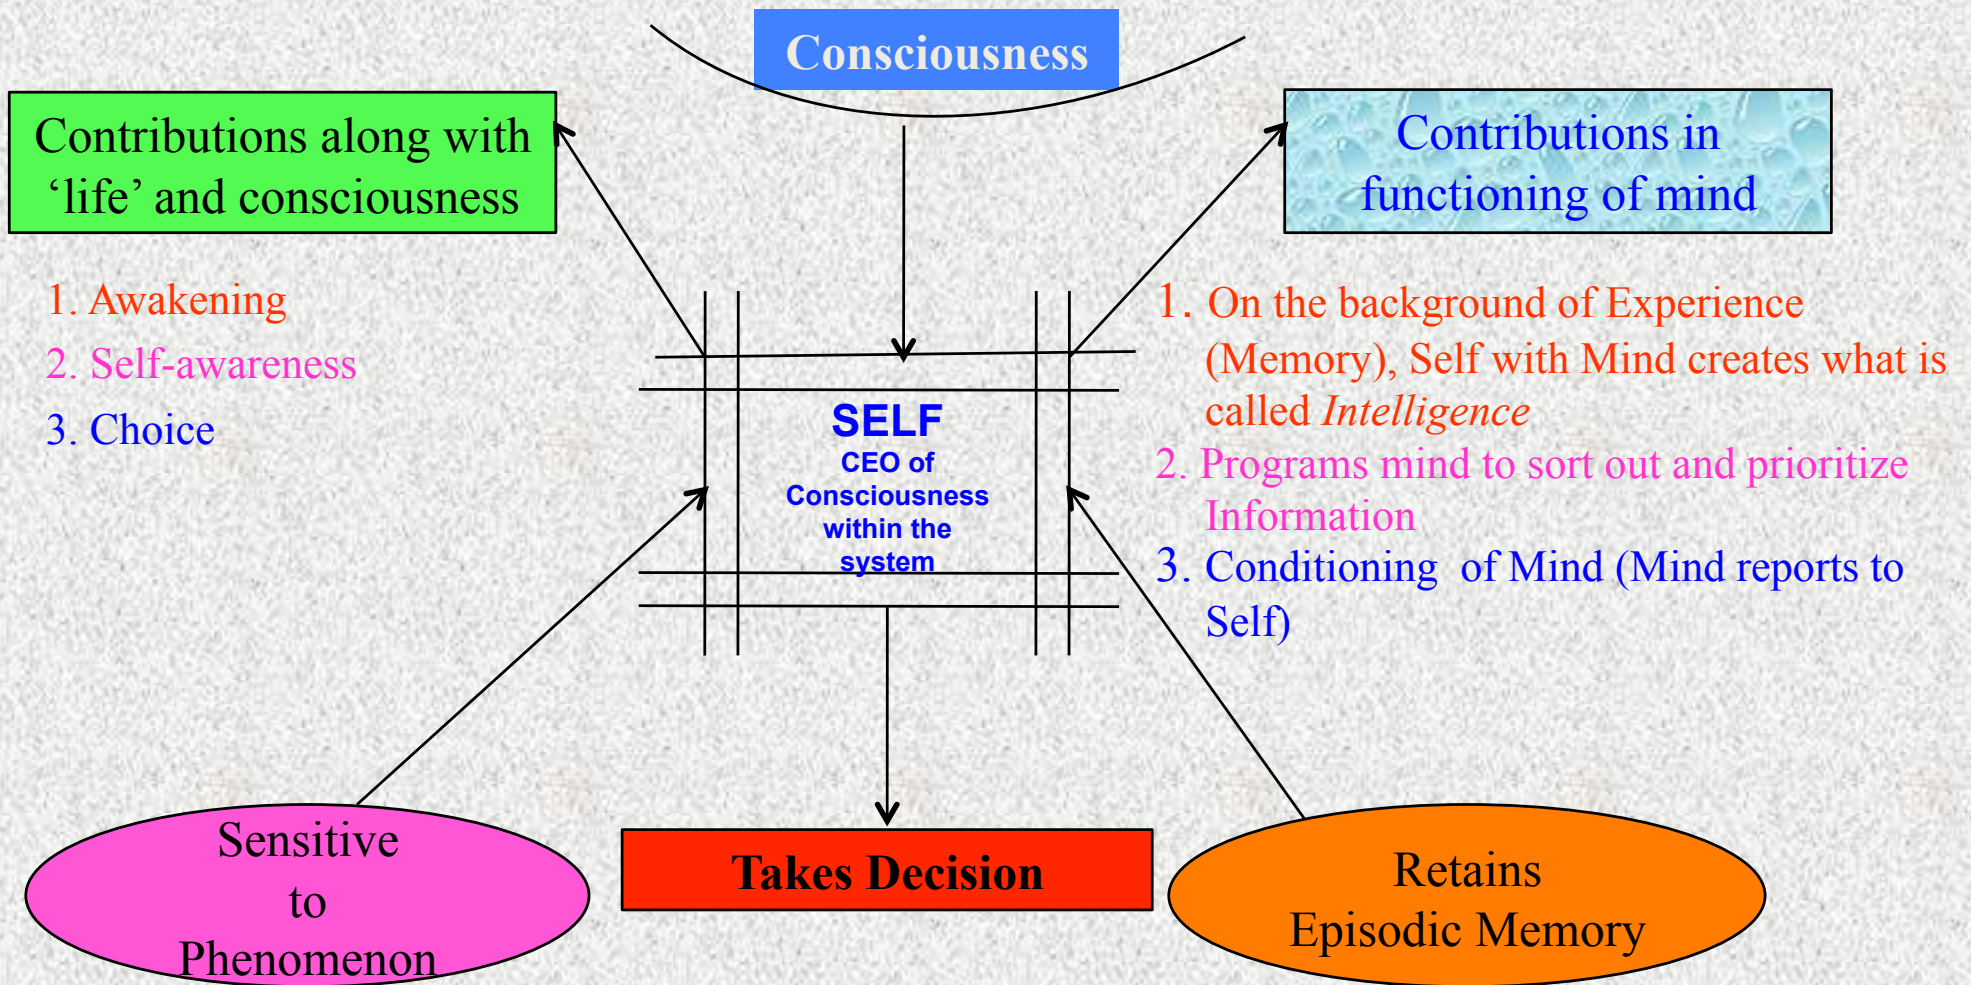 Consciousness
Contributions along with
‘life’ and consciousness
1. Awakening
2. Self-awareness
3. Choice
Contributions in
functioning of mind
1. On the background of Experience
(Memory), Self with Mind creates what is
called Intelligence
2. Programs mind to sort out and prioritize
Information
3. Conditioning of Mind (Mind reports to
Self)
SELF
CEO of
Consciousness
within the
system
Sensitive
to
Phenomenon
Takes Decision
Retains
Episodic Memory